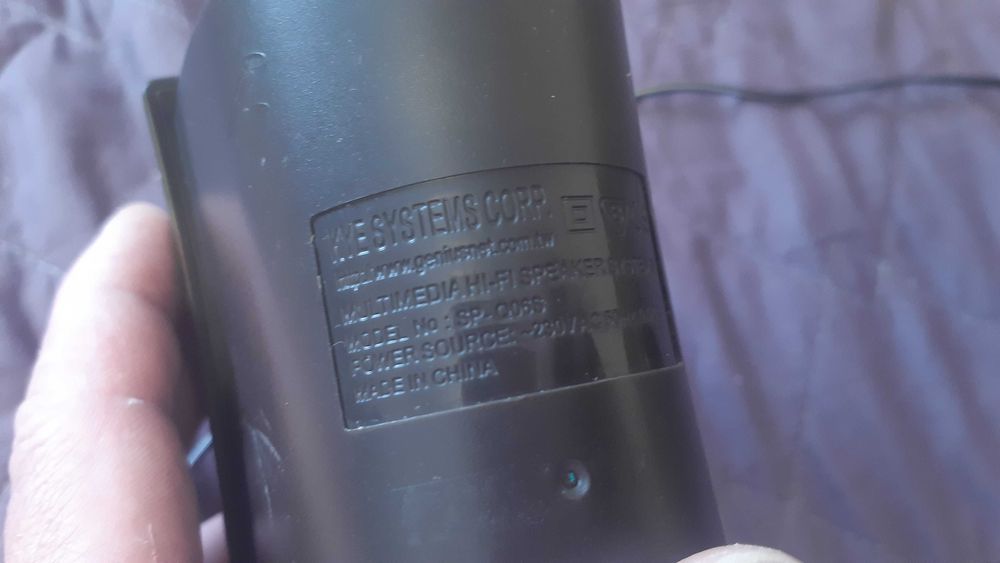 KYE SYSTEMS CORP.
www.geniusnet.com.tw
MULTIMEDIA HI-FI SPEAKER SYSTEM
MODEL No : SP-Q06S
POWER SOURCE: ~230V
MADE IN CHINA